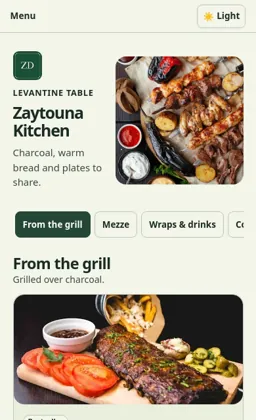 Menu
☀️ Light
ZD
LEVANTINE TABLE
Zaytouna
Kitchen
Charcoal, warm
bread and plates to
share.
From the grill
Mezze
Wraps & drinks
From the grill
Grilled over charcoal.